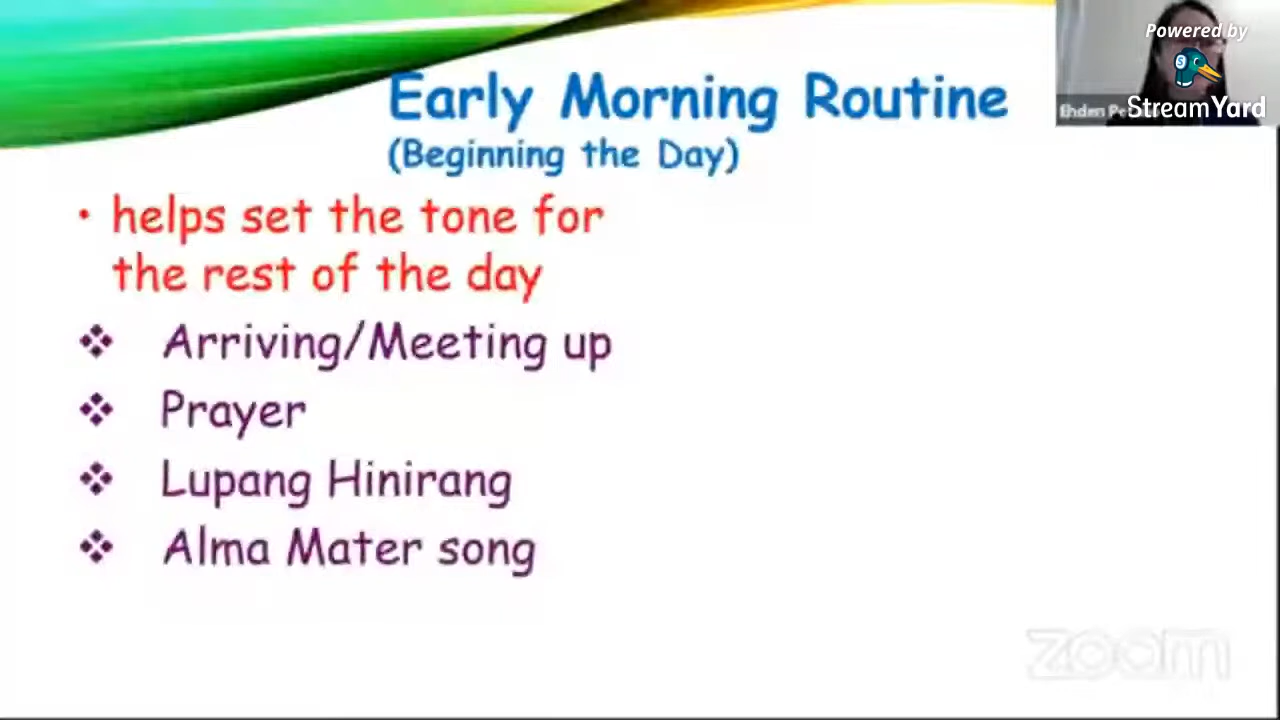 Early Morning Routine
(Beginning the Day)
• helps set the tone for
the rest of the day
❖ Arriving/Meeting up
❖ Prayer
❖ Lupang Hinirang
❖ Alma Mater song
Powered by
StreamYard
Ehden
zoom